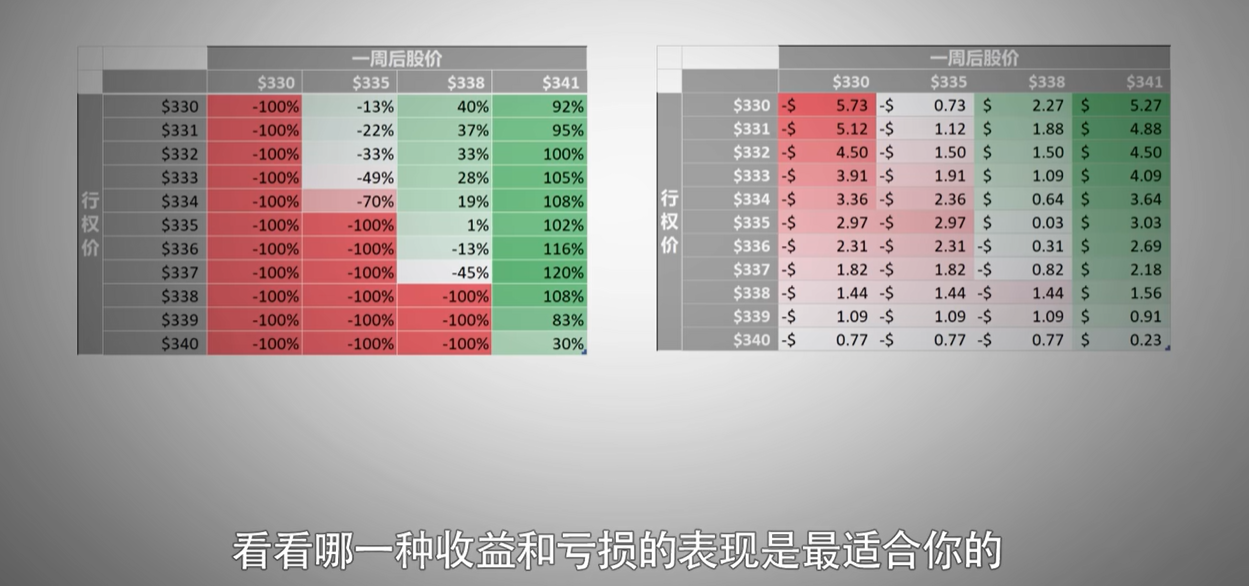 一周后股价
$330 $335 $338 $341
行权价
$330 -100% -13% 40% 92%
$331 -100% -22% 37% 95%
$332 -100% -33% 33% 100%
$333 -100% -49% 28% 105%
$334 -100% -70% 19% 108%
$335 -100% -100% 1% 102%
$336 -100% -100% -13% 116%
$337 -100% -100% -45% 120%
$338 -100% -100% -100% 108%
$339 -100% -100% -100% 83%
$340 -100% -100% -100% 30%
一周后股价
$330 $335 $338 $341
行权价
$330 -$ 5.73 -$ 0.73 $ 2.27 $ 5.27
$331 -$ 5.12 -$ 1.12 $ 1.88 $ 4.88
$332 -$ 4.50 -$ 1.50 $ 1.50 $ 4.50
$333 -$ 3.91 -$ 1.91 $ 1.09 $ 4.09
$334 -$ 3.36 -$ 2.36 $ 0.64 $ 3.64
$335 -$ 2.97 -$ 2.97 $ 0.03 $ 3.03
$336 -$ 2.31 -$ 2.31 -$ 0.31 $ 2.69
$337 -$ 1.82 -$ 1.82 -$ 0.82 $ 2.18
$338 -$ 1.44 -$ 1.44 -$ 1.44 $ 1.56
$339 -$ 1.09 -$ 1.09 -$ 1.09 $ 0.91
$340 -$ 0.77 -$ 0.77 -$ 0.77 $ 0.23
看看哪一种收益和亏损的表现是最适合你的